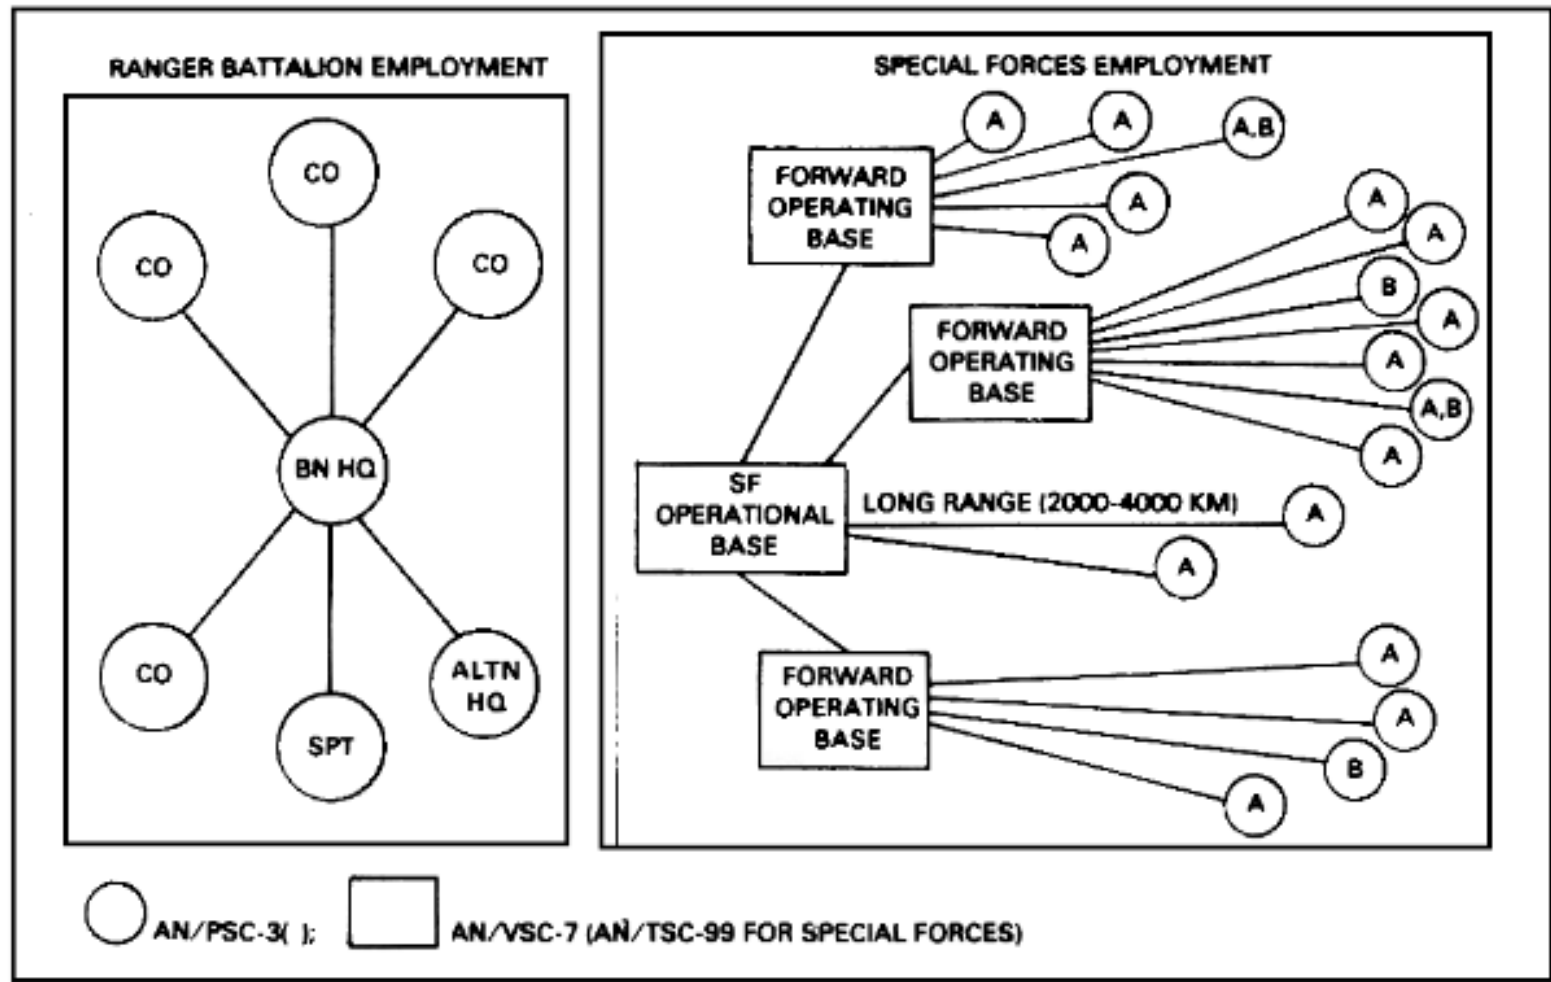 RANGER BATTALION EMPLOYMENT
CO
CO
CO
BN HQ
CO
ALTN
HQ
SPT
SPECIAL FORCES EMPLOYMENT
A
A
A,B
FORWARD
OPERATING
BASE
A
A
A
A
B
FORWARD
OPERATING
BASE
A
A
A,B
A
SF
OPERATIONAL
BASE
LONG RANGE (2000-4000 KM)
A
A
FORWARD
OPERATING
BASE
A
A
B
A
AN/PSC-3( );
AN/VSC-7 (AN/TSC-99 FOR SPECIAL FORCES)